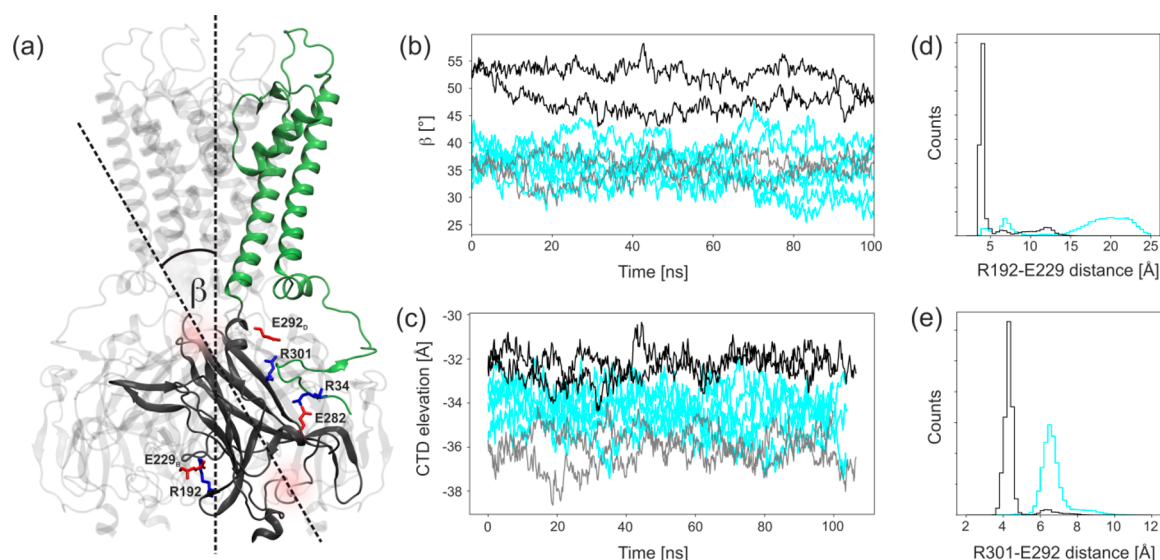 (a)
β
E292D
R301
R34
E282
E229B
R192
(b)
β [°]
55
50
45
40
35
30
25
0
20
40
60
80
100
Time [ns]
(c)
CTD elevation [Å]
-30
-32
-34
-36
-38
0
20
40
60
80
100
Time [ns]
(d)
Counts
5
10
15
20
25
R192-E229 distance [Å]
(e)
Counts
2
4
6
8
10
12
R301-E292 distance [Å]